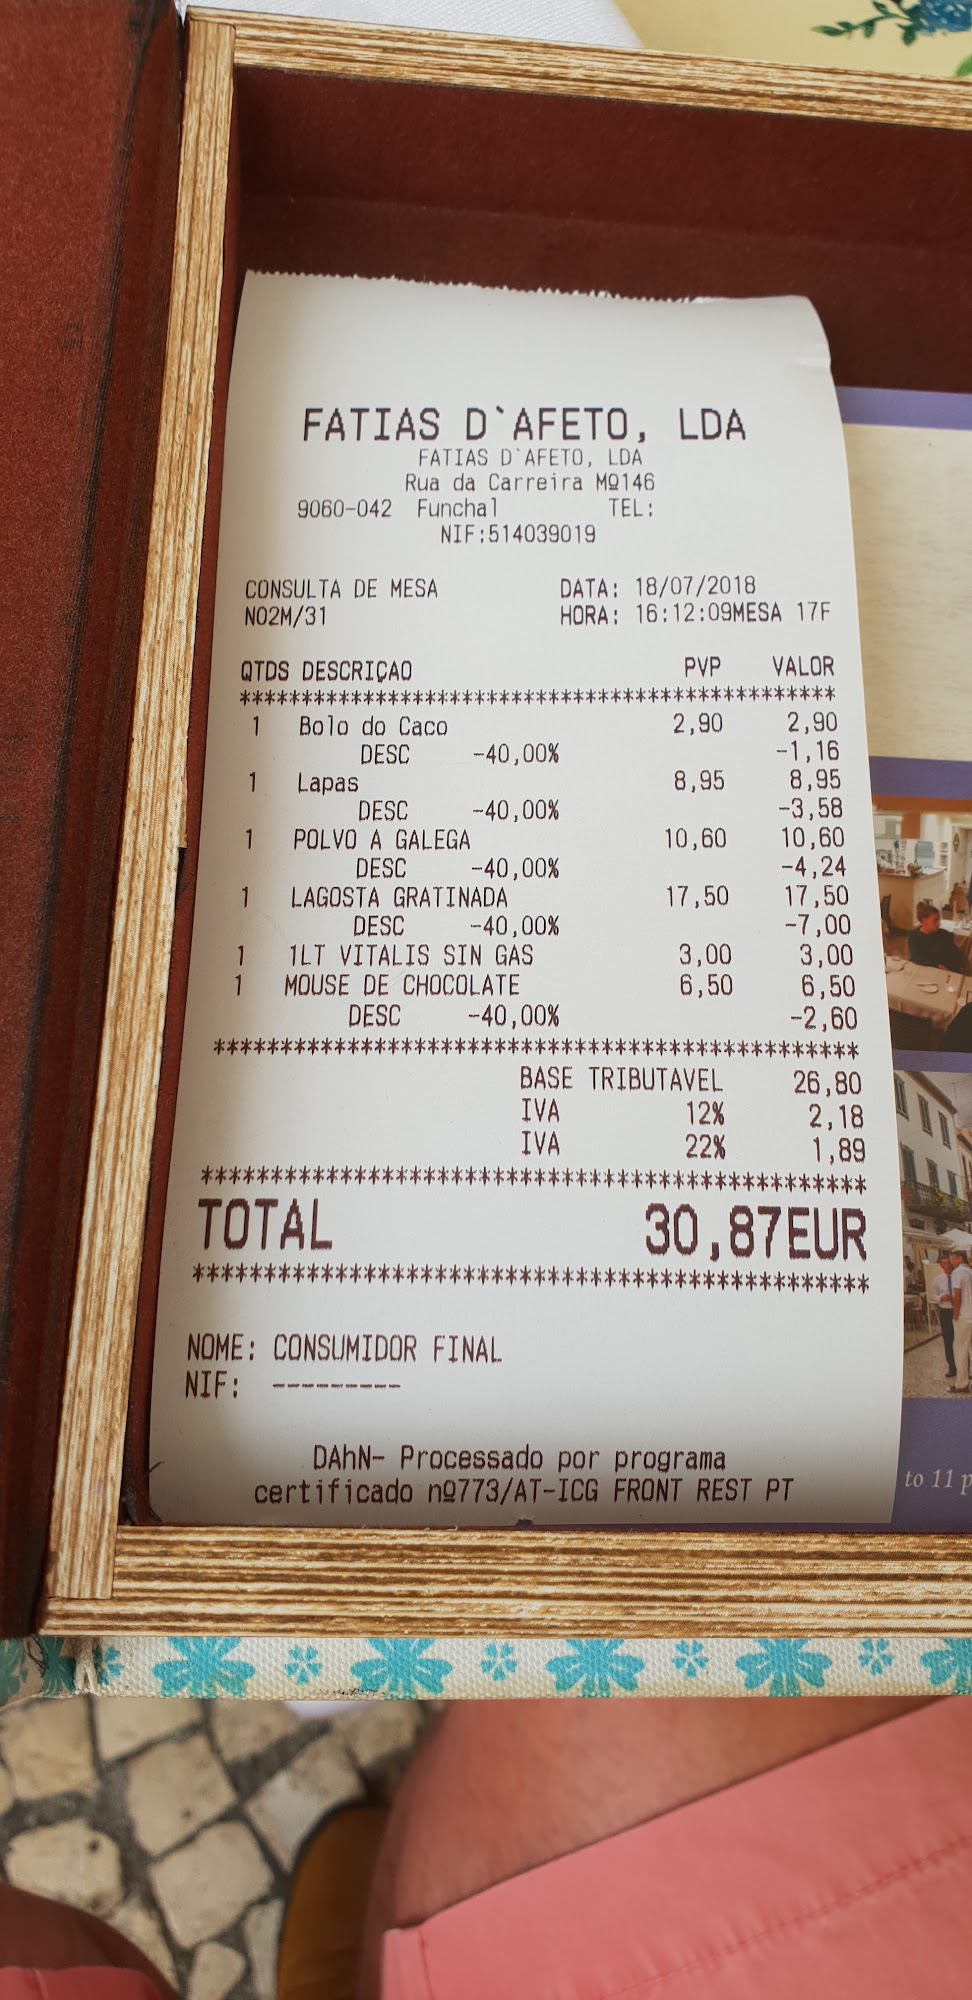 FATIAS D`AFETO, LDA
FATIAS D`AFETO, LDA
Rua da Carreira Mº146
9060-042 Funchal TEL:
NIF:514039019
CONSULTA DE MESA DATA: 18/07/2018
NO2M/31 HORA: 16:12:09MESA 17F
QTDS DESCRIÇAO PVP VALOR
************************************************
1 Bolo do Caco 2,90 2,90
DESC -40,00% -1,16
1 Lapas 8,95 8,95
DESC -40,00% -3,58
1 POLVO A GALEGA 10,60 10,60
DESC -40,00% -4,24
1 LAGOSTA GRATINADA 17,50 17,50
DESC -40,00% -7,00
1 1LT VITALIS SIN GAS 3,00 3,00
1 MOUSE DE CHOCOLATE 6,50 6,50
DESC -40,00% -2,60
************************************************
BASE TRIBUTAVEL 26,80
IVA 12% 2,18
IVA 22% 1,89
************************************************
TOTAL 30,87EUR
************************************************
NOME: CONSUMIDOR FINAL
NIF: ---------
DAhN- Processado por programa
certificado nº773/AT-ICG FRONT REST PT
to 11 p